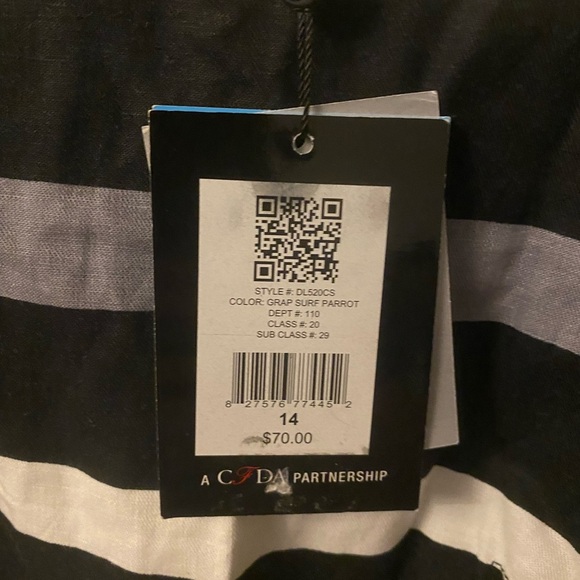 STYLE #: DL520CS
COLOR: GRAP SURF PARROT
DEPT #: 110
CLASS #: 20
SUB CLASS #: 29
8 27576 77445 2
14
$70.00
A CFDA PARTNERSHIP